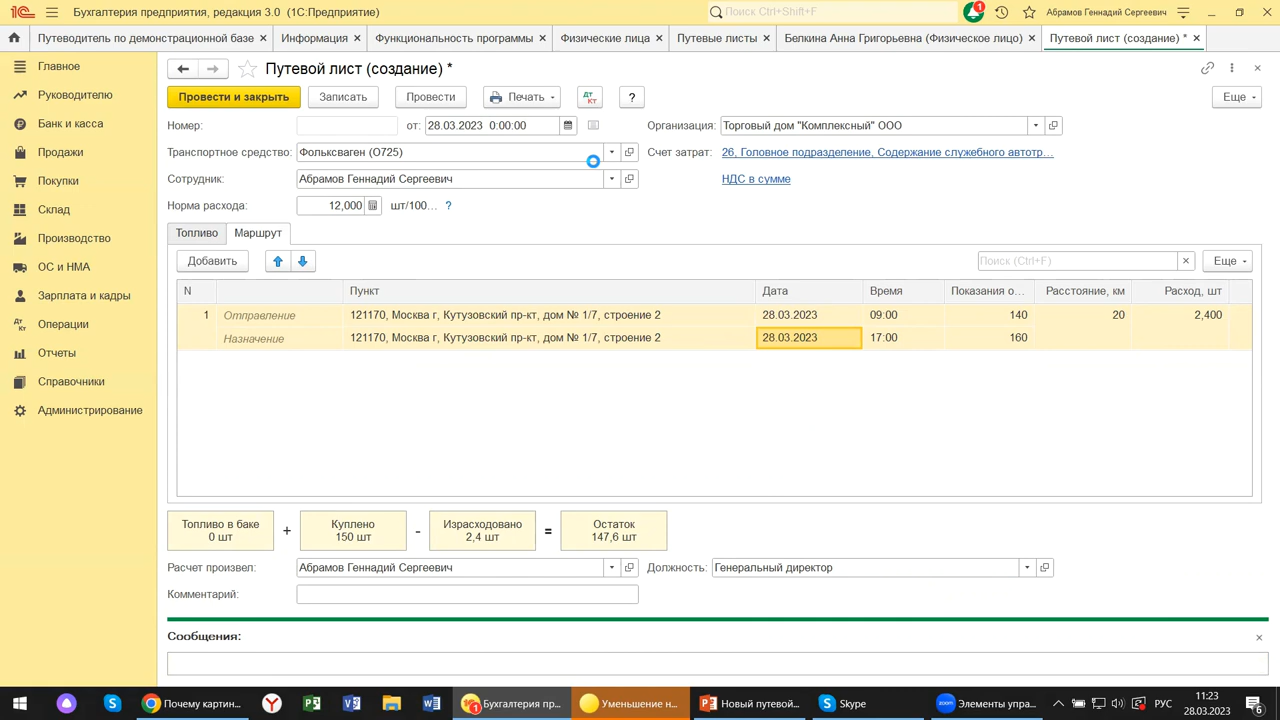 Бухгалтерия предприятия, редакция 3.0 (1С:Предприятие)
Поиск Ctrl+Shift+F
1
Абрамов Геннадий Сергеевич
Путеводитель по демонстрационной базе
Информация
Функциональность программы
Физические лица
Путевые листы
Белкина Анна Григорьевна (Физическое лицо)
Путевой лист (создание) *
Главное
Руководителю
Банк и касса
Продажи
Покупки
Склад
Производство
ОС и НМА
Зарплата и кадры
Операции
Отчеты
Справочники
Администрирование
Путевой лист (создание) *
Провести и закрыть
Записать
Провести
Печать
Дт Кт
?
Еще
Номер:
от: 28.03.2023 0:00:00
Организация: Торговый дом "Комплексный" ООО
Транспортное средство: Фольксваген (О725)
Счет затрат: 26, Головное подразделение, Содержание служебного автотр...
Сотрудник: Абрамов Геннадий Сергеевич
НДС в сумме
Норма расхода: 12,000 шт/100... ?
Топливо Маршрут
Добавить
Поиск (Ctrl+F)
Еще
N Пункт Дата Время Показания о... Расстояние, км Расход, шт
1 Отправление 121170, Москва г, Кутузовский пр-кт, дом № 1/7, строение 2 28.03.2023 09:00 140 20 2,400
Назначение 121170, Москва г, Кутузовский пр-кт, дом № 1/7, строение 2 28.03.2023 17:00 160
Топливо в баке
0 шт
+
Куплено
150 шт
-
Израсходовано
2,4 шт
=
Остаток
147,6 шт
Расчет произвел: Абрамов Геннадий Сергеевич
Должность: Генеральный директор
Комментарий:
Сообщения:
Почему картин...
Бухгалтерия пр...
Уменьшение н...
Новый путевой...
Skype
Элементы упра...
РУС
11:23
28.03.2023
6